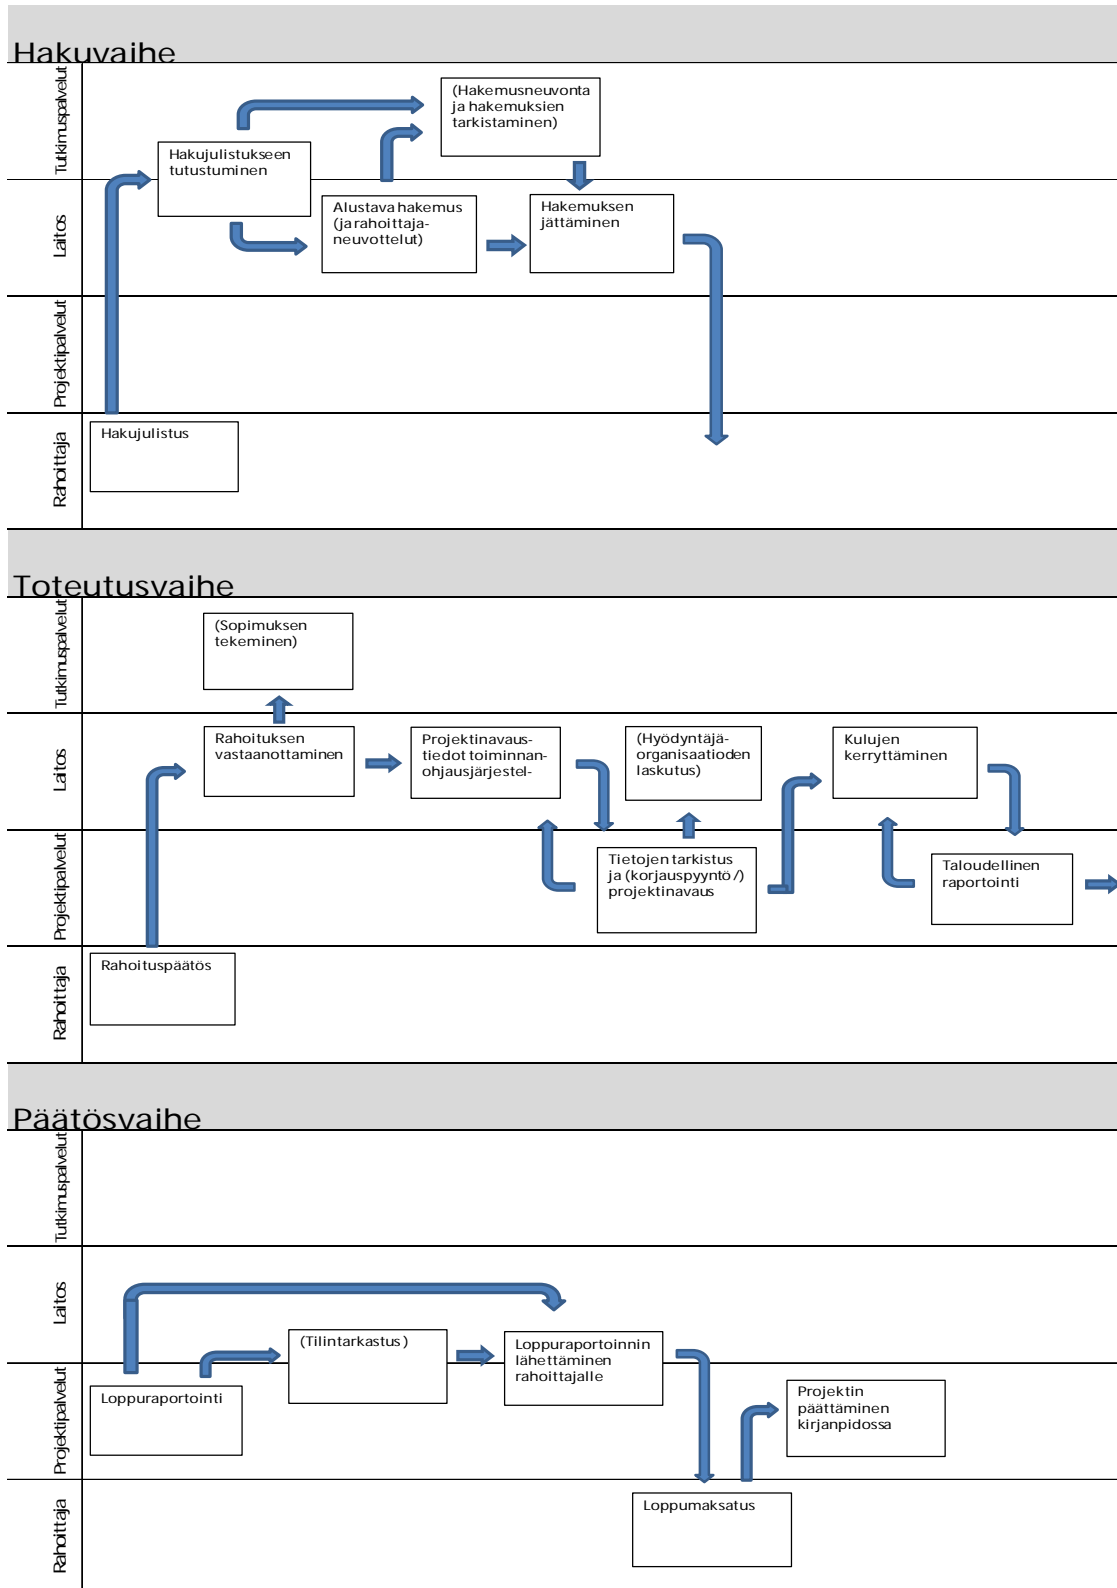 Hakuvaihe
Tutkimuspalvelut
(Hakemusneuvonta
ja hakemuksien
tarkistaminen)
Hakujulistukseen
tutustuminen
Laitos
Alustava hakemus
(ja rahoittaja-
neuvottelut)
Hakemuksen
jättäminen
Projektipalvelut
Rahoittaja
Hakujulistus
Toteutusvaihe
Tutkimuspalvelut
(Sopimuksen
tekeminen)
Laitos
Rahoituksen
vastaanottaminen
Projektinavaus-
tiedot toiminnan-
ohjausjärjestel-
(Hyödyntäjä-
organisaatioden
laskutus)
Kulujen
kerryttäminen
Projektipalvelut
Tietojen tarkistus
ja (korjauspyyntö/)
projektinavaus
Taloudellinen
raportointi
Rahoittaja
Rahoituspäätös
Päätösvaihe
Tutkimuspalvelut
Laitos
(Tilintarkastus)
Loppuraportoinnin
lähettäminen
rahoittajalle
Projektipalvelut
Loppuraportointi
Projektin
päättäminen
kirjanpidossa
Rahoittaja
Loppumaksatus